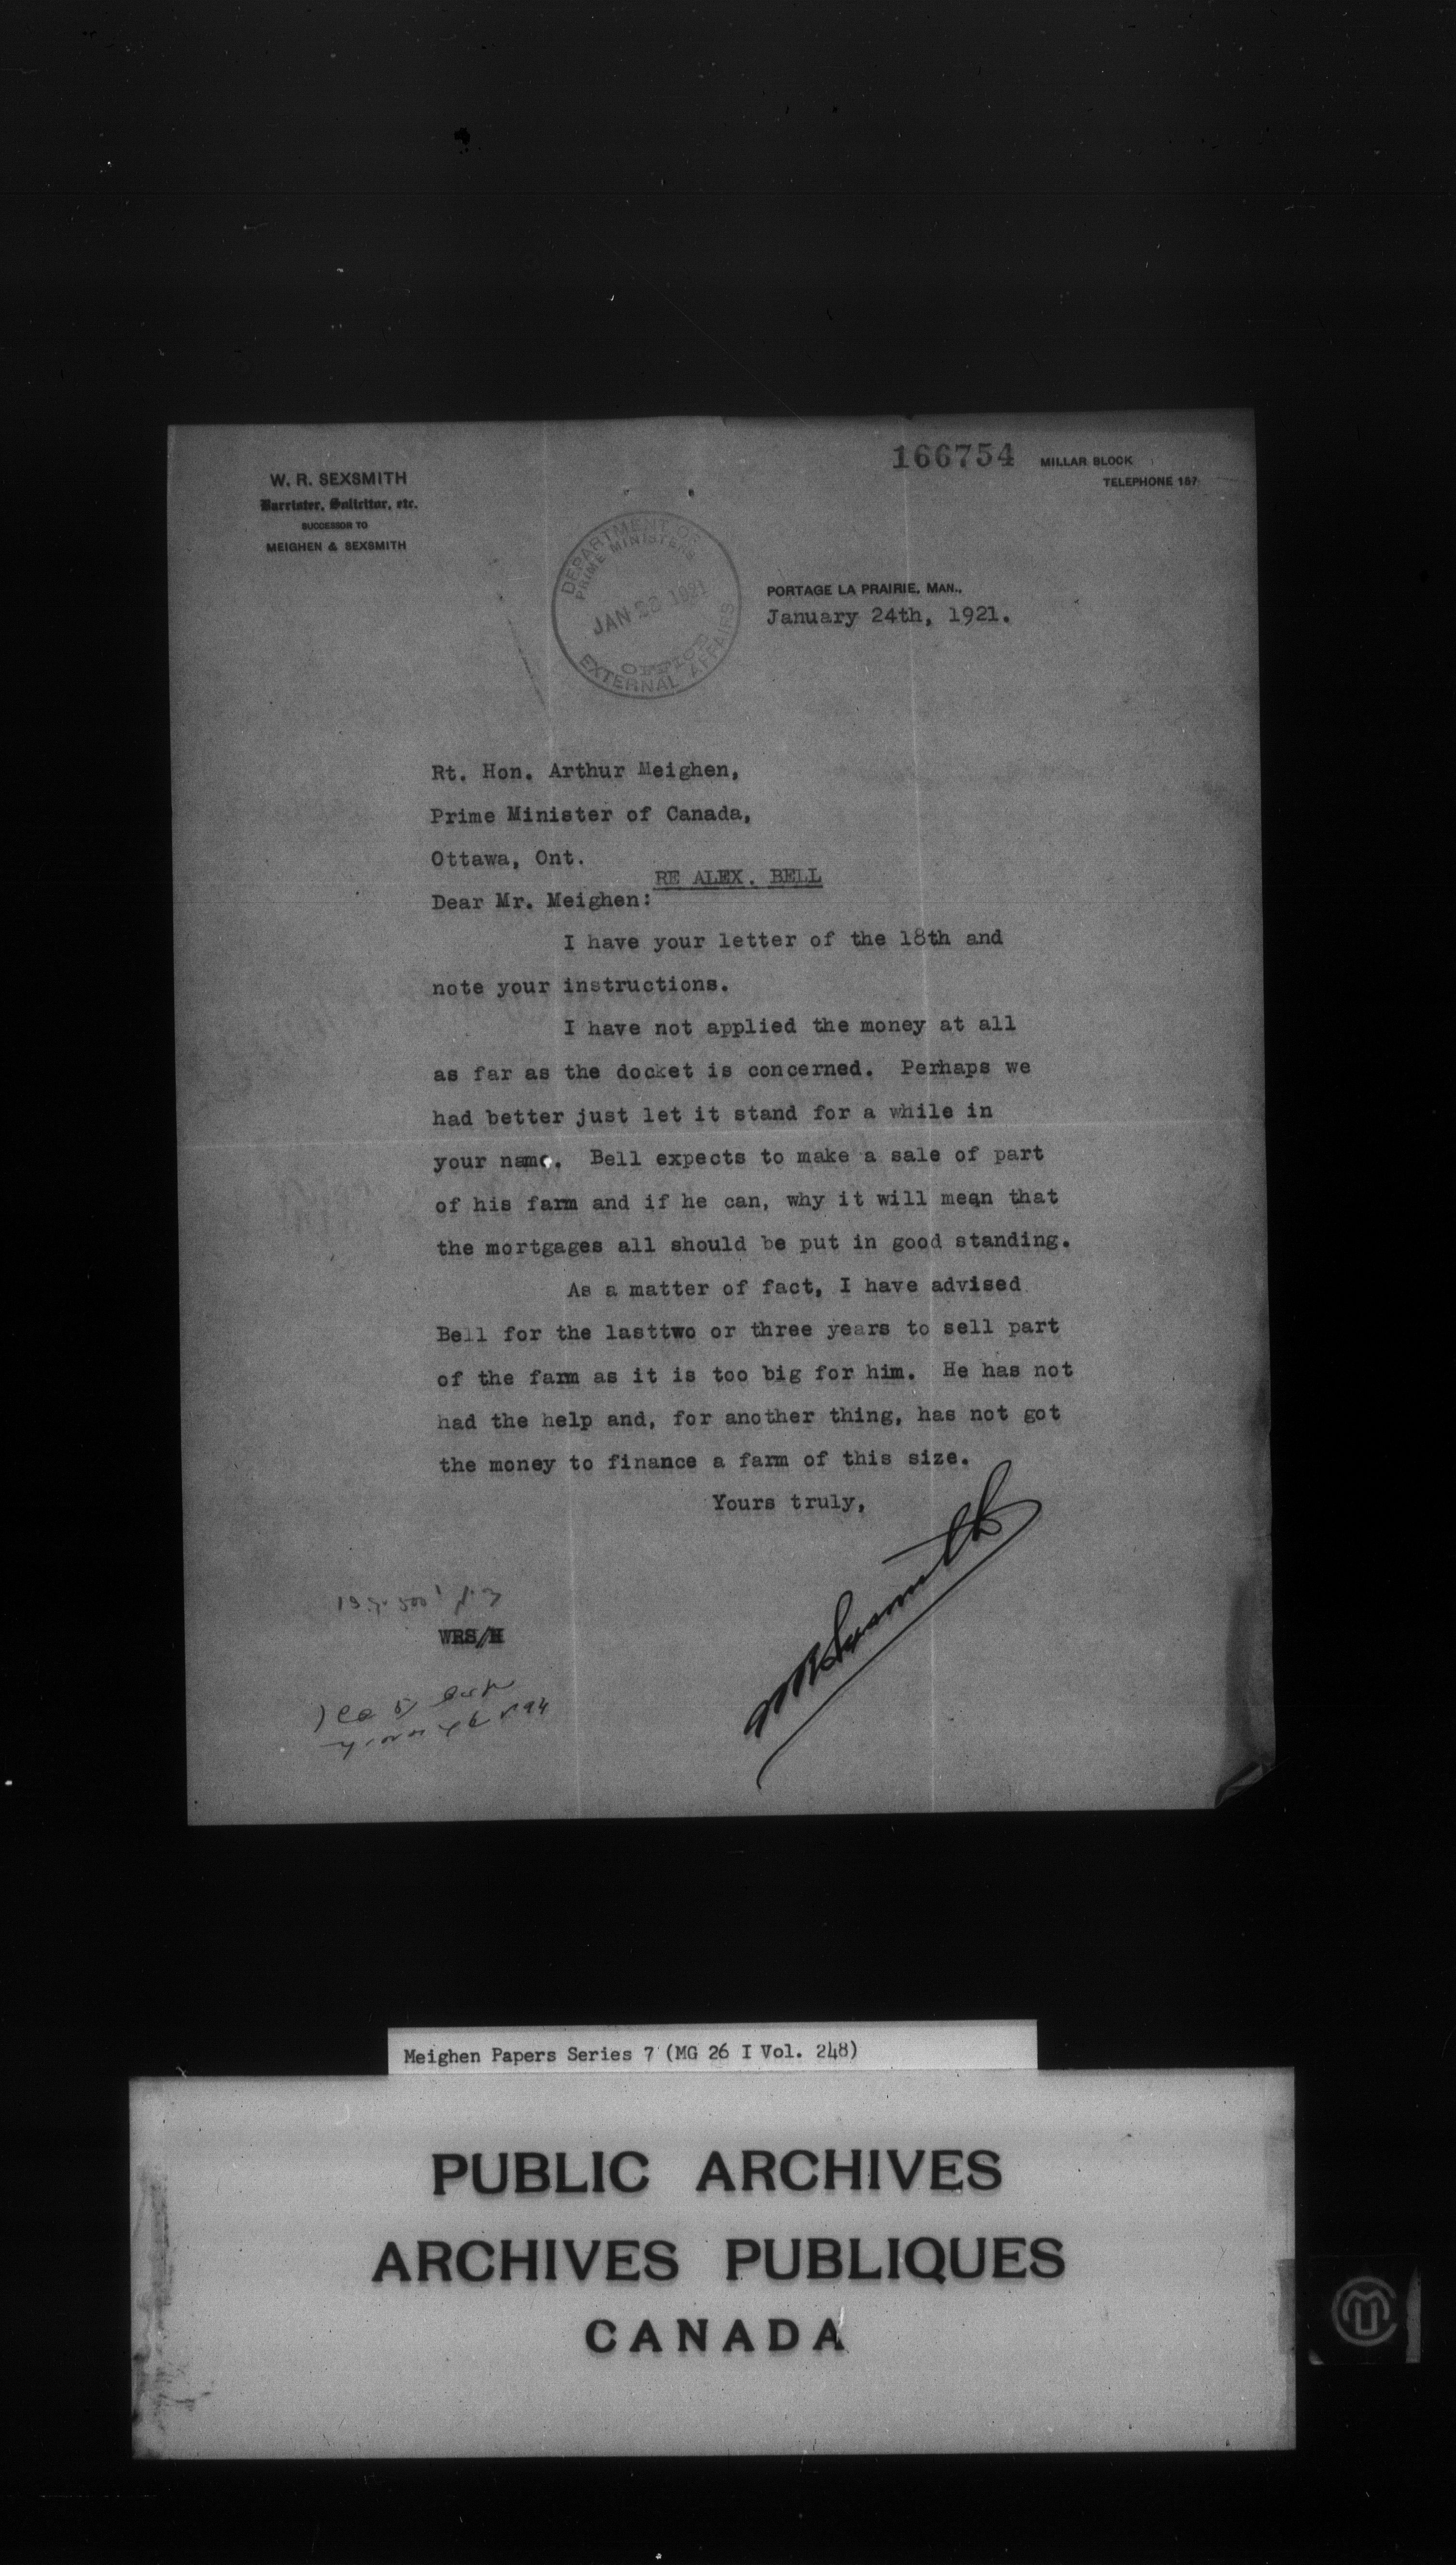 166754
W. R. SEXSMITH
Barrister, Solicitor, etc.
SUCCESSOR TO
MEIGHEN & SEXSMITH
MILLAR BLOCK
TELEPHONE 157
DEPARTMENT OF
PRIME MINISTERS
JAN 1921
OFFICE
EXTERNAL AFFAIRS
PORTAGE LA PRAIRIE, MAN.,
January 24th, 1921.
Rt. Hon. Arthur Meighen,
Prime Minister of Canada,
Ottawa, Ont.
RE ALEX. BELL
Dear Mr. Meighen:
I have your letter of the 18th and
note your instructions.
I have not applied the money at all
as far as the docket is concerned. Perhaps we
had better just let it stand for a while in
your name. Bell expects to make a sale of part
of his farm and if he can, why it will mean that
the mortgages all should be put in good standing.
As a matter of fact, I have advised
Bell for the lasttwo or three years to sell part
of the farm as it is too big for him. He has not
had the help and, for another thing, has not got
the money to finance a farm of this size.
Yours truly,
WRSexsmith
WRS/H
Meighen Papers Series 7 (MG 26 I Vol. 248)
PUBLIC ARCHIVES
ARCHIVES PUBLIQUES
CANADA